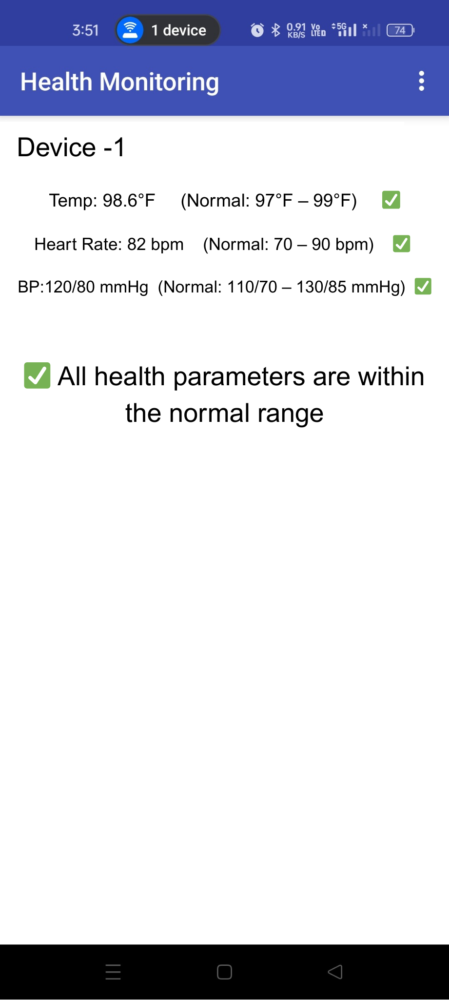 3:51 1 device 0.91 KB/S Vo LTE 5G 74
Health Monitoring
Device -1
Temp: 98.6°F (Normal: 97°F – 99°F) ✅
Heart Rate: 82 bpm (Normal: 70 – 90 bpm) ✅
BP:120/80 mmHg (Normal: 110/70 – 130/85 mmHg) ✅
✅ All health parameters are within
the normal range